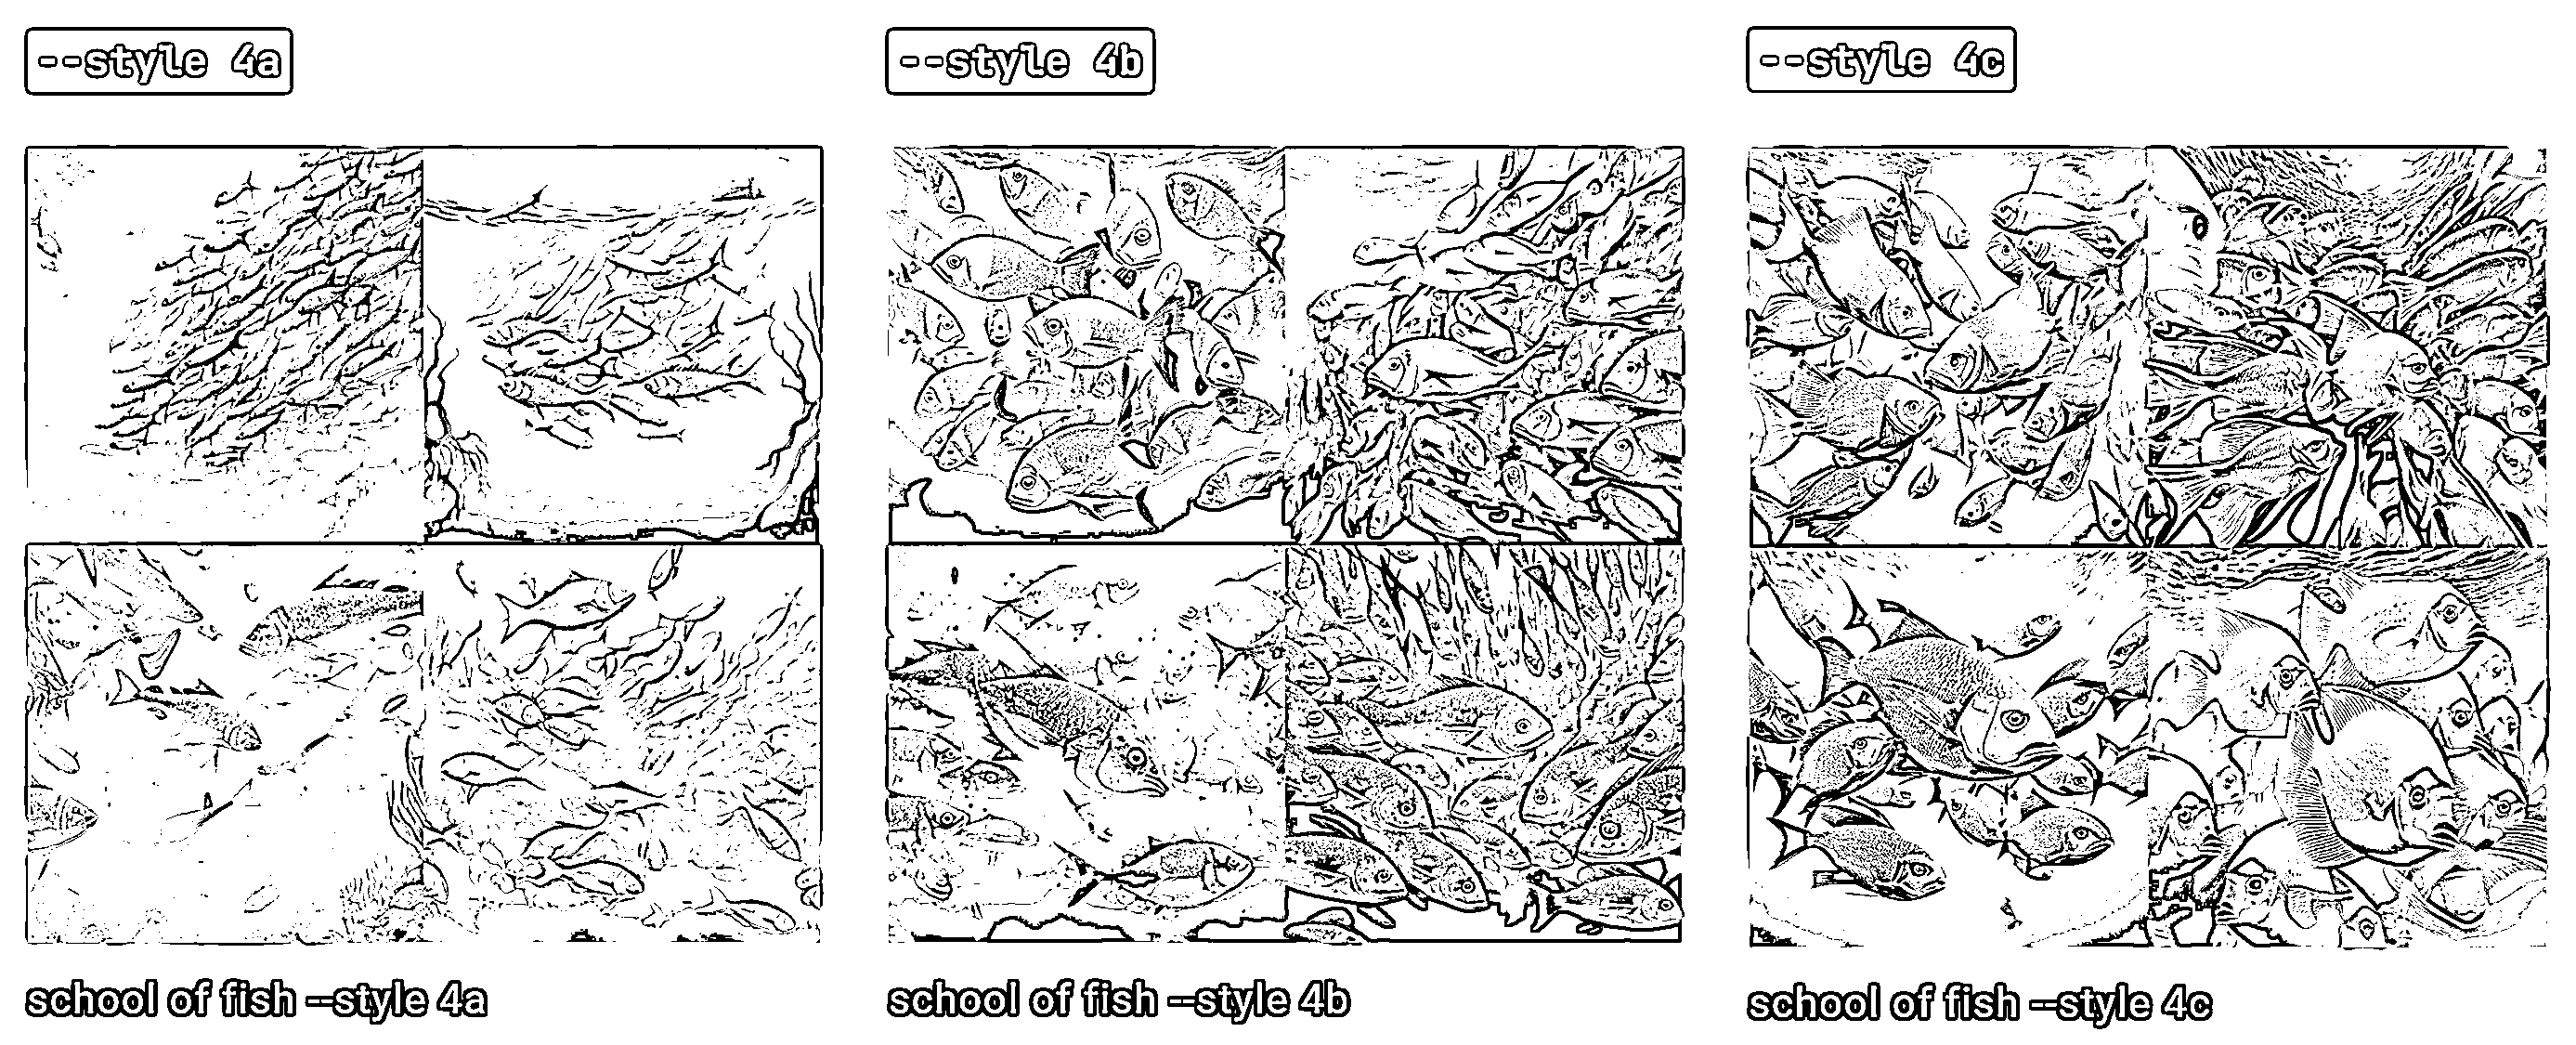 --style 4a
--style 4b
--style 4c
school of fish --style 4a
school of fish --style 4b
school of fish --style 4c